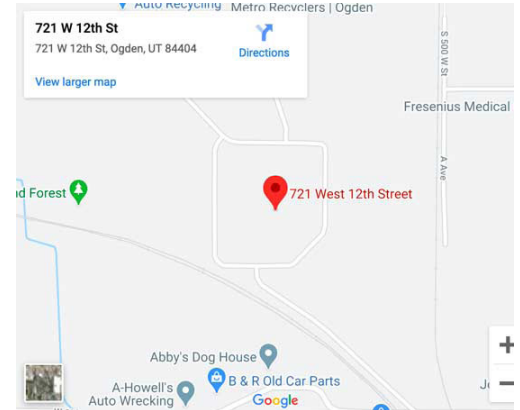 Auto Recycling
Metro Recyclers | Ogden
721 W 12th St
721 W 12th St, Ogden, UT 84404
Directions
View larger map
S 500 W St
Fresenius Medical
A Ave
d Forest
721 West 12th Street
Abby's Dog House
B & R Old Car Parts
A-Howell's
Auto Wrecking
Google
+
−